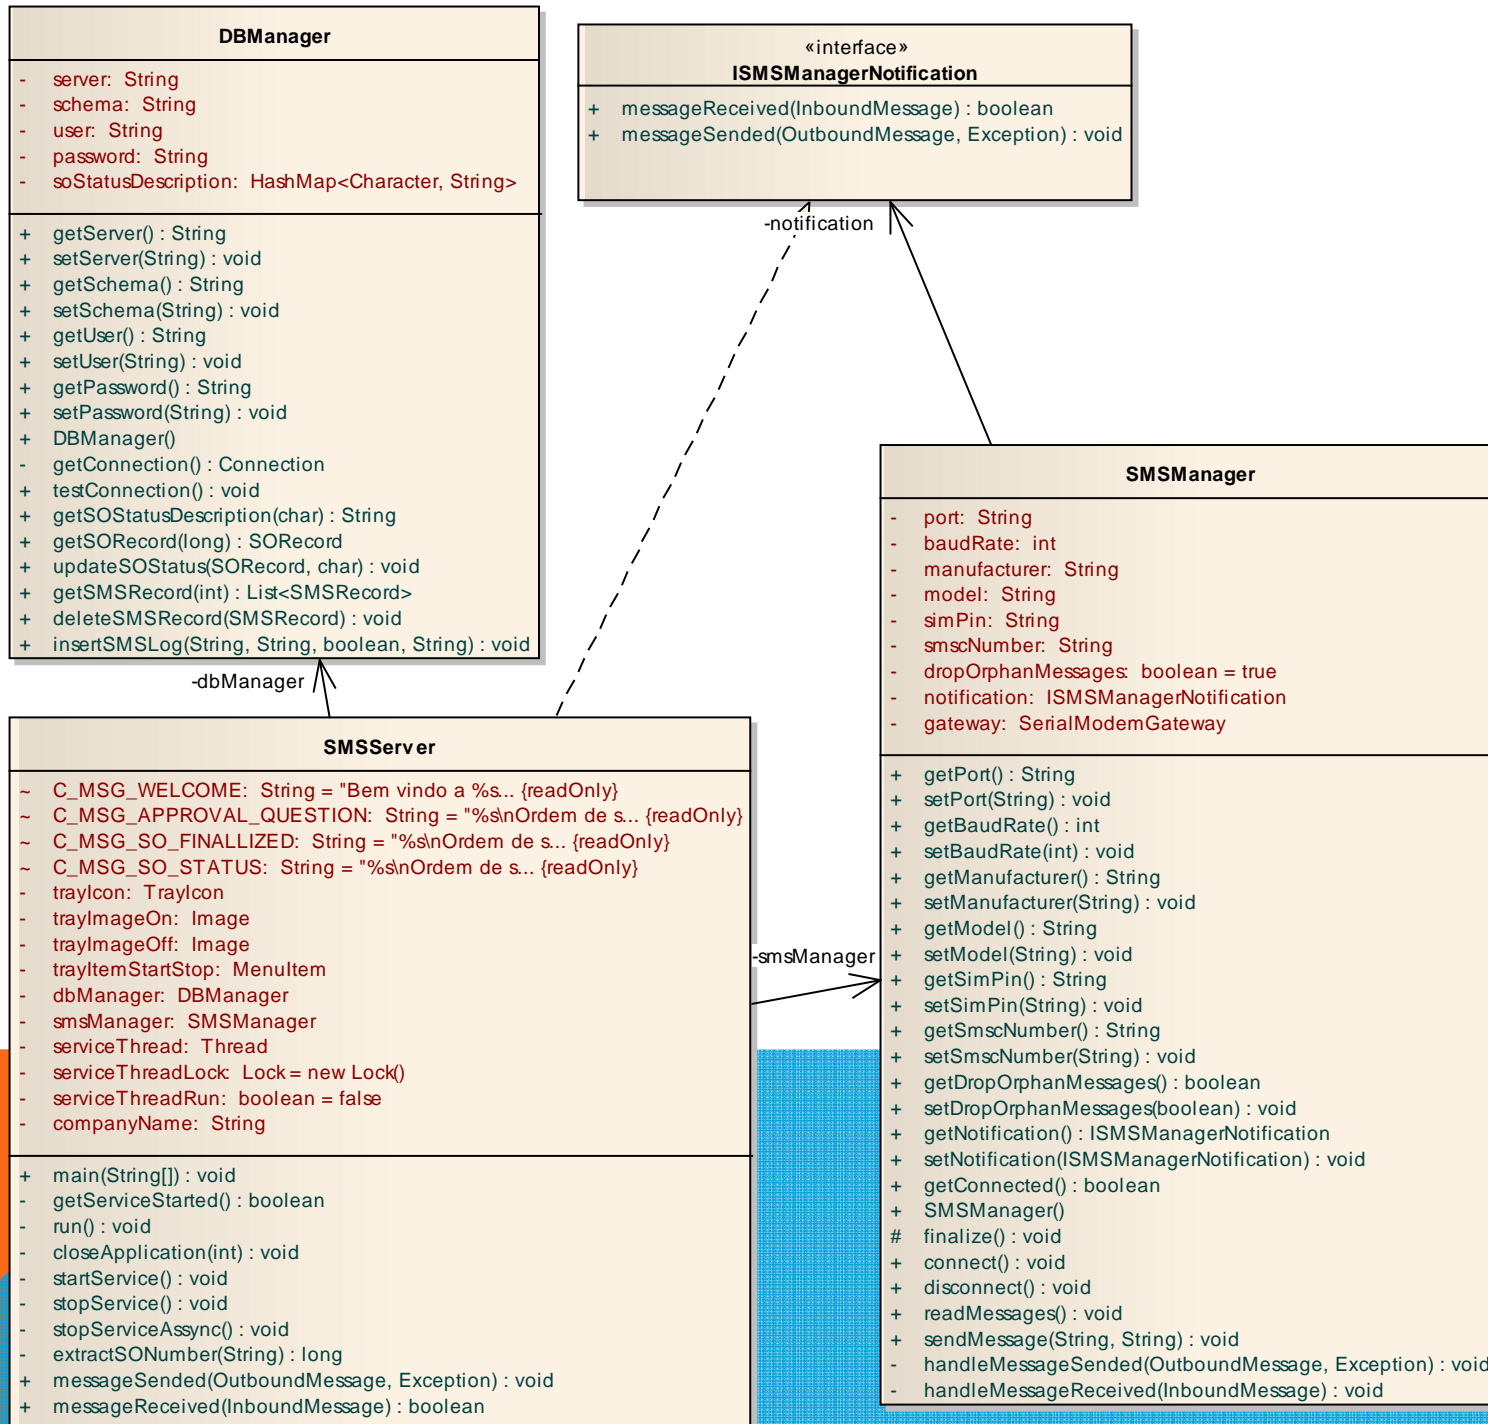 DBManager
- server: String
- schema: String
- user: String
- password: String
- soStatusDescription: HashMap<Character, String>
+ getServer() : String
+ setServer(String) : void
+ getSchema() : String
+ setSchema(String) : void
+ getUser() : String
+ setUser(String) : void
+ getPassword() : String
+ setPassword(String) : void
+ DBManager()
- getConnection() : Connection
+ testConnection() : void
+ getSOStatusDescription(char) : String
+ getSORecord(long) : SORecord
+ updateSOStatus(SORecord, char) : void
+ getSMSRecord(int) : List<SMSRecord>
+ deleteSMSRecord(SMSRecord) : void
+ insertSMSLog(String, String, boolean, String) : void
«interface»
ISMSManagerNotification
+ messageReceived(InboundMessage) : boolean
+ messageSended(OutboundMessage, Exception) : void
-notification
-dbManager
SMSServer
~ C_MSG_WELCOME: String = "Bem vindo a %s... {readOnly}
~ C_MSG_APPROVAL_QUESTION: String = "%s\nOrdem de s... {readOnly}
~ C_MSG_SO_FINALLIZED: String = "%s\nOrdem de s... {readOnly}
~ C_MSG_SO_STATUS: String = "%s\nOrdem de s... {readOnly}
- trayIcon: TrayIcon
- trayImageOn: Image
- trayImageOff: Image
- trayItemStartStop: MenuItem
- dbManager: DBManager
- smsManager: SMSManager
- serviceThread: Thread
- serviceThreadLock: Lock = new Lock()
- serviceThreadRun: boolean = false
- companyName: String
+ main(String[]) : void
- getServiceStarted() : boolean
- run() : void
- closeApplication(int) : void
- startService() : void
- stopService() : void
- stopServiceAssync() : void
- extractSONumber(String) : long
+ messageSended(OutboundMessage, Exception) : void
+ messageReceived(InboundMessage) : boolean
-smsManager
SMSManager
- port: String
- baudRate: int
- manufacturer: String
- model: String
- simPin: String
- smscNumber: String
- dropOrphanMessages: boolean = true
- notification: ISMSManagerNotification
- gateway: SerialModemGateway
+ getPort() : String
+ setPort(String) : void
+ getBaudRate() : int
+ setBaudRate(int) : void
+ getManufacturer() : String
+ setManufacturer(String) : void
+ getModel() : String
+ setModel(String) : void
+ getSimPin() : String
+ setSimPin(String) : void
+ getSmscNumber() : String
+ setSmscNumber(String) : void
+ getDropOrphanMessages() : boolean
+ setDropOrphanMessages(boolean) : void
+ getNotification() : ISMSManagerNotification
+ setNotification(ISMSManagerNotification) : void
+ getConnected() : boolean
+ SMSManager()
# finalize() : void
+ connect() : void
+ disconnect() : void
+ readMessages() : void
+ sendMessage(String, String) : void
- handleMessageSended(OutboundMessage, Exception) : void
- handleMessageReceived(InboundMessage) : void